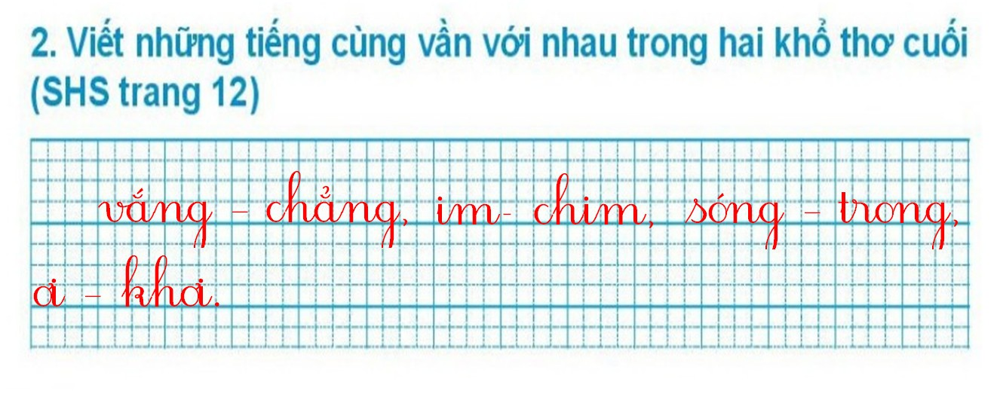 2. Viết những tiếng cùng vần với nhau trong hai khổ thơ cuối
(SHS trang 12)
vắng - chẳng, im- chim, sóng - trong,
ơi - khơi.